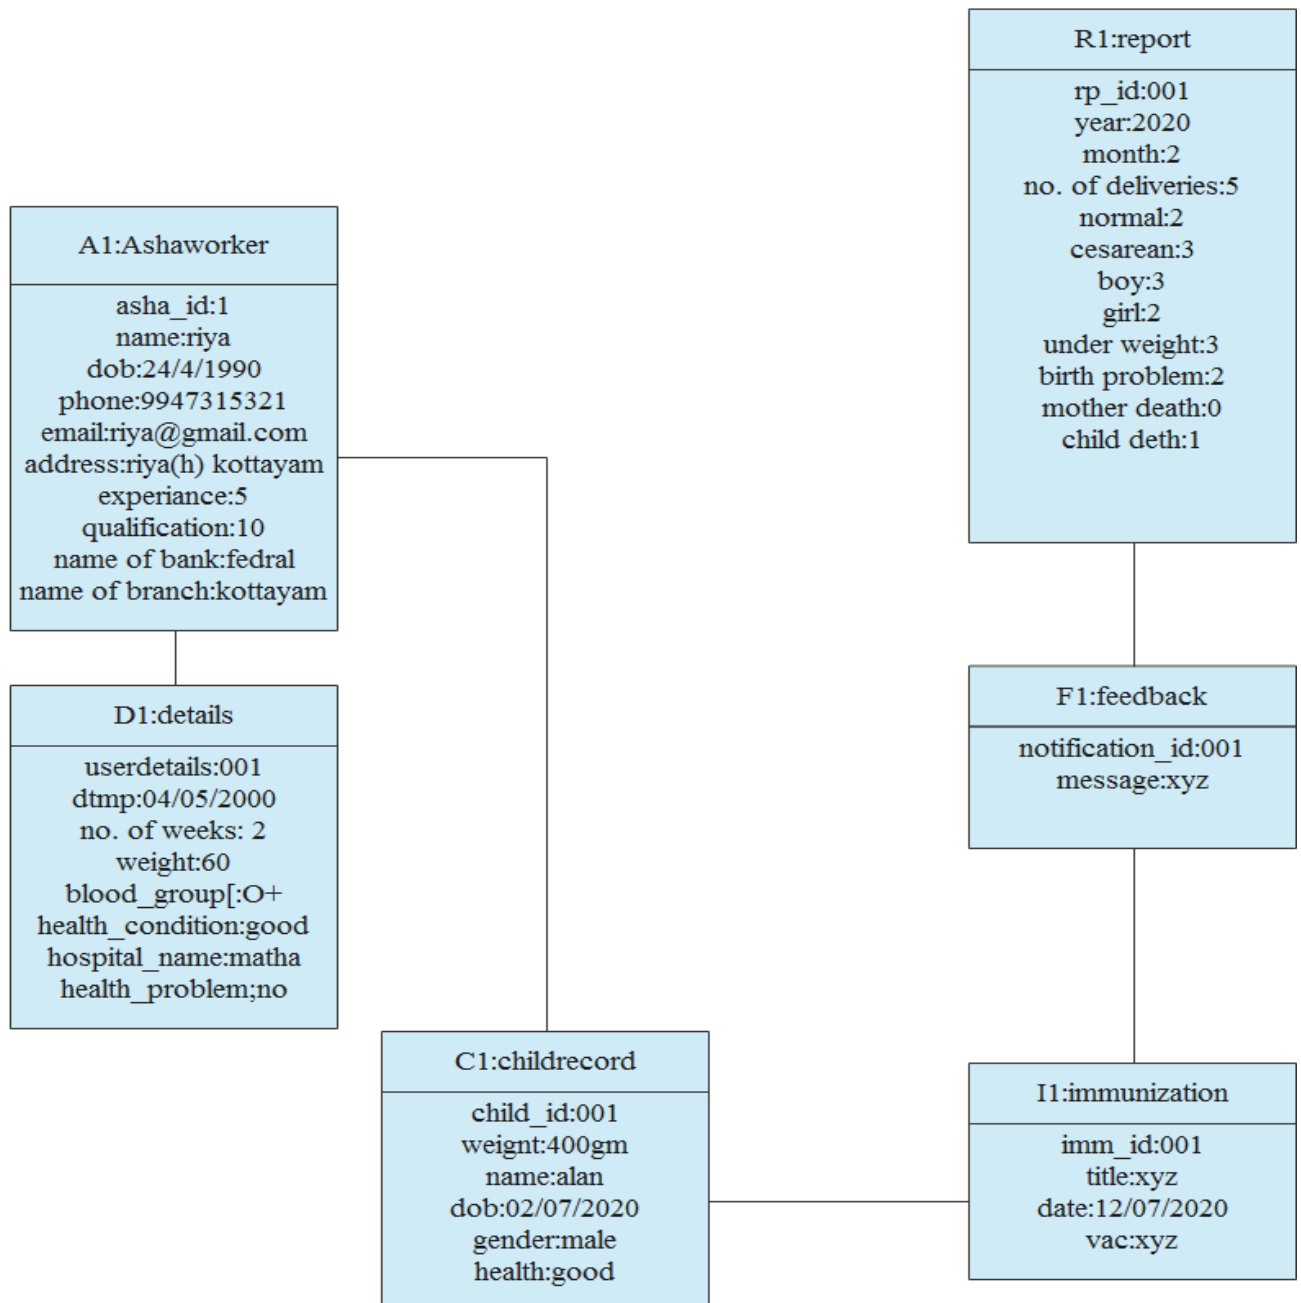 R1:report
rp_id:001
year:2020
month:2
no. of deliveries:5
normal:2
cesarean:3
boy:3
girl:2
under weight:3
birth problem:2
mother death:0
child deth:1
A1:Ashaworker
asha_id:1
name:riya
dob:24/4/1990
phone:9947315321
email:riya@gmail.com
address:riya(h) kottayam
experiance:5
qualification:10
name of bank:fedral
name of branch:kottayam
D1:details
userdetails:001
dtmp:04/05/2000
no. of weeks: 2
weight:60
blood_group[:O+
health_condition:good
hospital_name:matha
health_problem;no
F1:feedback
notification_id:001
message:xyz
C1:childrecord
child_id:001
weignt:400gm
name:alan
dob:02/07/2020
gender:male
health:good
I1:immunization
imm_id:001
title:xyz
date:12/07/2020
vac:xyz